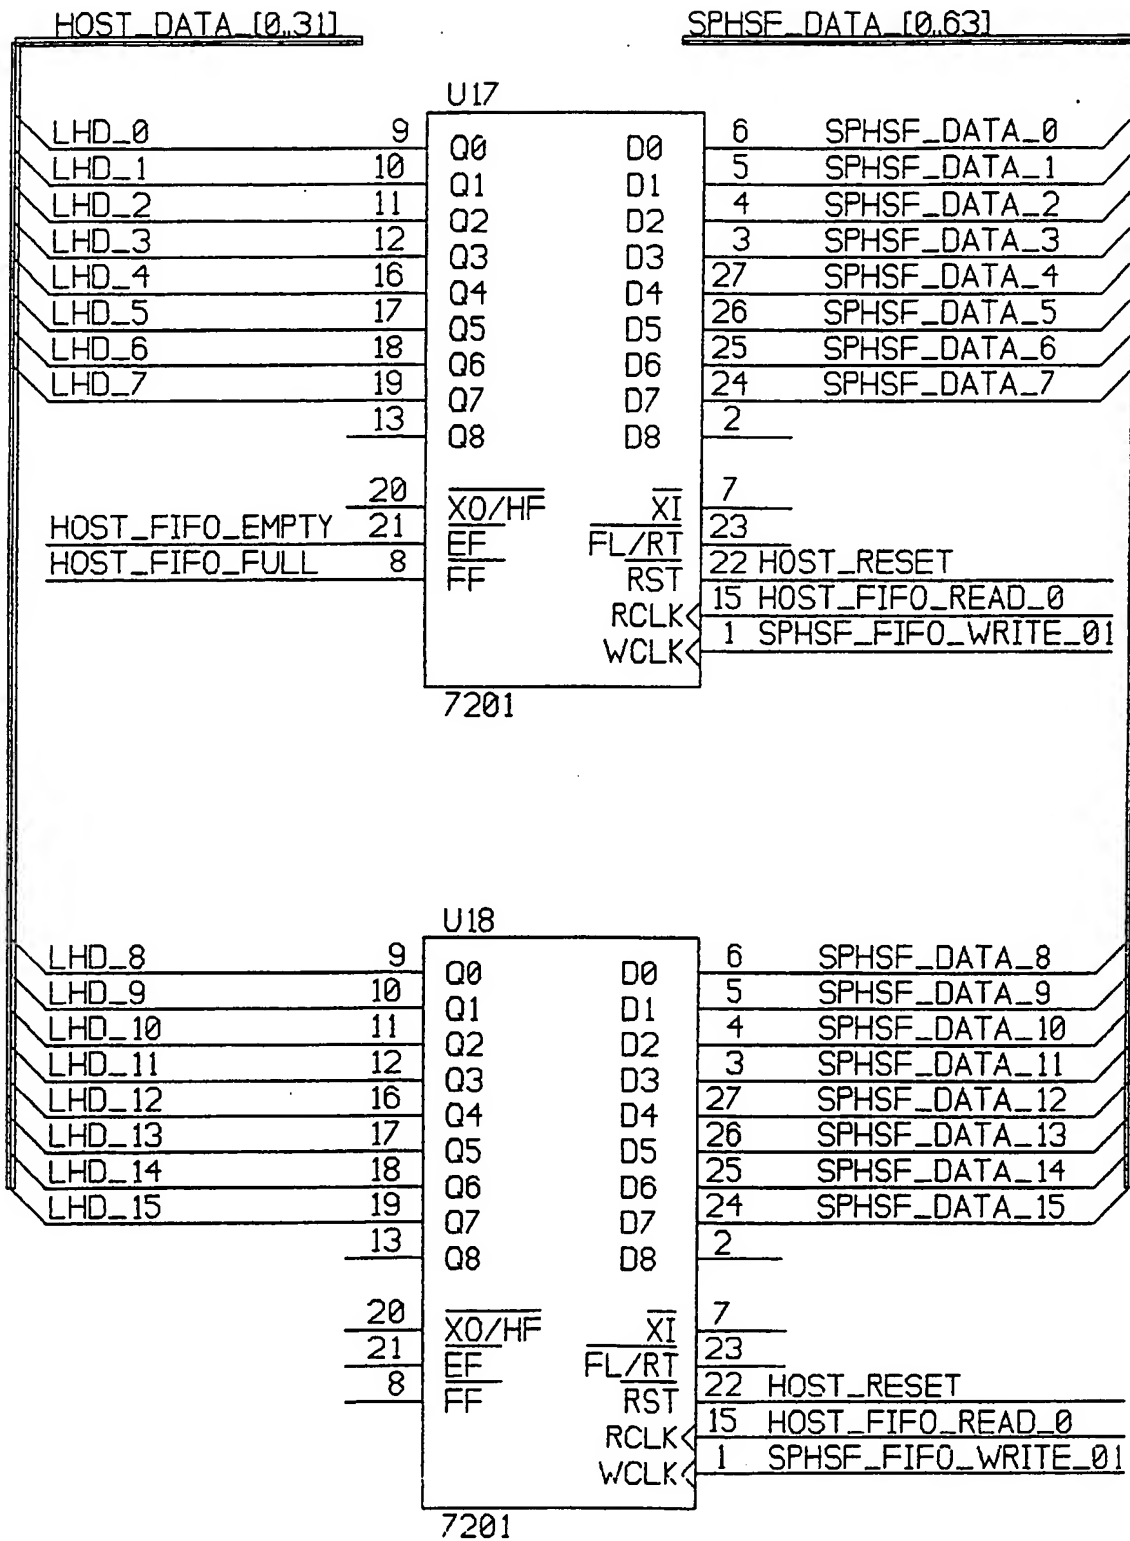 HOST_DATA_[0..31] SPHSF_DATA_[0..63]
U17
LHD_0 9 Q0 D0 6 SPHSF_DATA_0
LHD_1 10 Q1 D1 5 SPHSF_DATA_1
LHD_2 11 Q2 D2 4 SPHSF_DATA_2
LHD_3 12 Q3 D3 3 SPHSF_DATA_3
LHD_4 16 Q4 D4 27 SPHSF_DATA_4
LHD_5 17 Q5 D5 26 SPHSF_DATA_5
LHD_6 18 Q6 D6 25 SPHSF_DATA_6
LHD_7 19 Q7 D7 24 SPHSF_DATA_7
13 Q8 D8 2
20 XO/HF XI 7
HOST_FIFO_EMPTY 21 EF FL/RT 23
HOST_FIFO_FULL 8 FF RST 22 HOST_RESET
RCLK 15 HOST_FIFO_READ_0
WCLK 1 SPHSF_FIFO_WRITE_01
7201
U18
LHD_8 9 Q0 D0 6 SPHSF_DATA_8
LHD_9 10 Q1 D1 5 SPHSF_DATA_9
LHD_10 11 Q2 D2 4 SPHSF_DATA_10
LHD_11 12 Q3 D3 3 SPHSF_DATA_11
LHD_12 16 Q4 D4 27 SPHSF_DATA_12
LHD_13 17 Q5 D5 26 SPHSF_DATA_13
LHD_14 18 Q6 D6 25 SPHSF_DATA_14
LHD_15 19 Q7 D7 24 SPHSF_DATA_15
13 Q8 D8 2
20 XO/HF XI 7
21 EF FL/RT 23
8 FF RST 22 HOST_RESET
RCLK 15 HOST_FIFO_READ_0
WCLK 1 SPHSF_FIFO_WRITE_01
7201